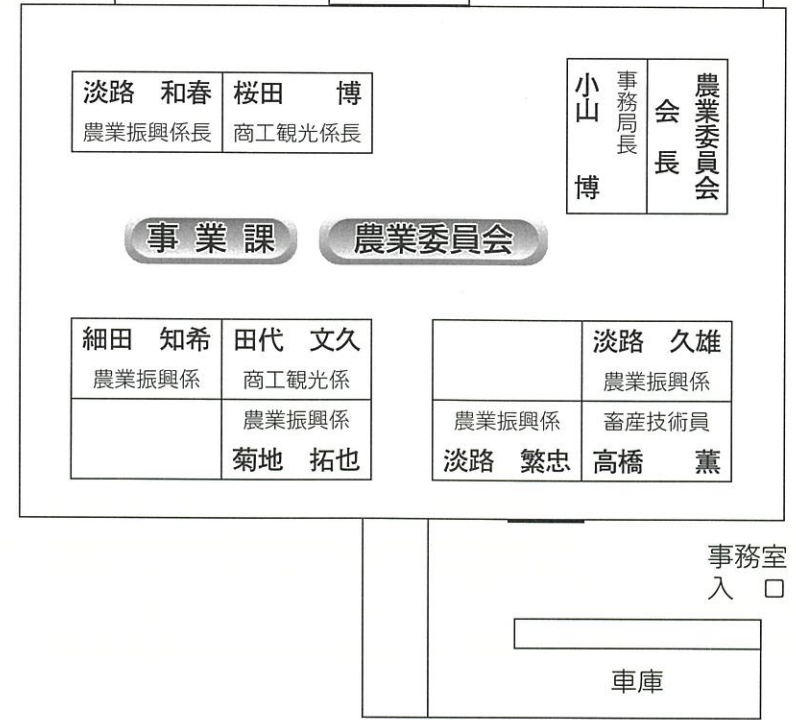 淡路　和春
農業振興係長
桜田　　博
商工観光係長
農業委員会
会　長
事務局長
小山　　博
事 業 課
農業委員会
細田　知希
農業振興係
田代　文久
商工観光係
農業振興係
菊地　拓也
淡路　久雄
農業振興係
農業振興係
淡路　繁忠
畜産技術員
高橋　　薫
事務室
入　口
車庫